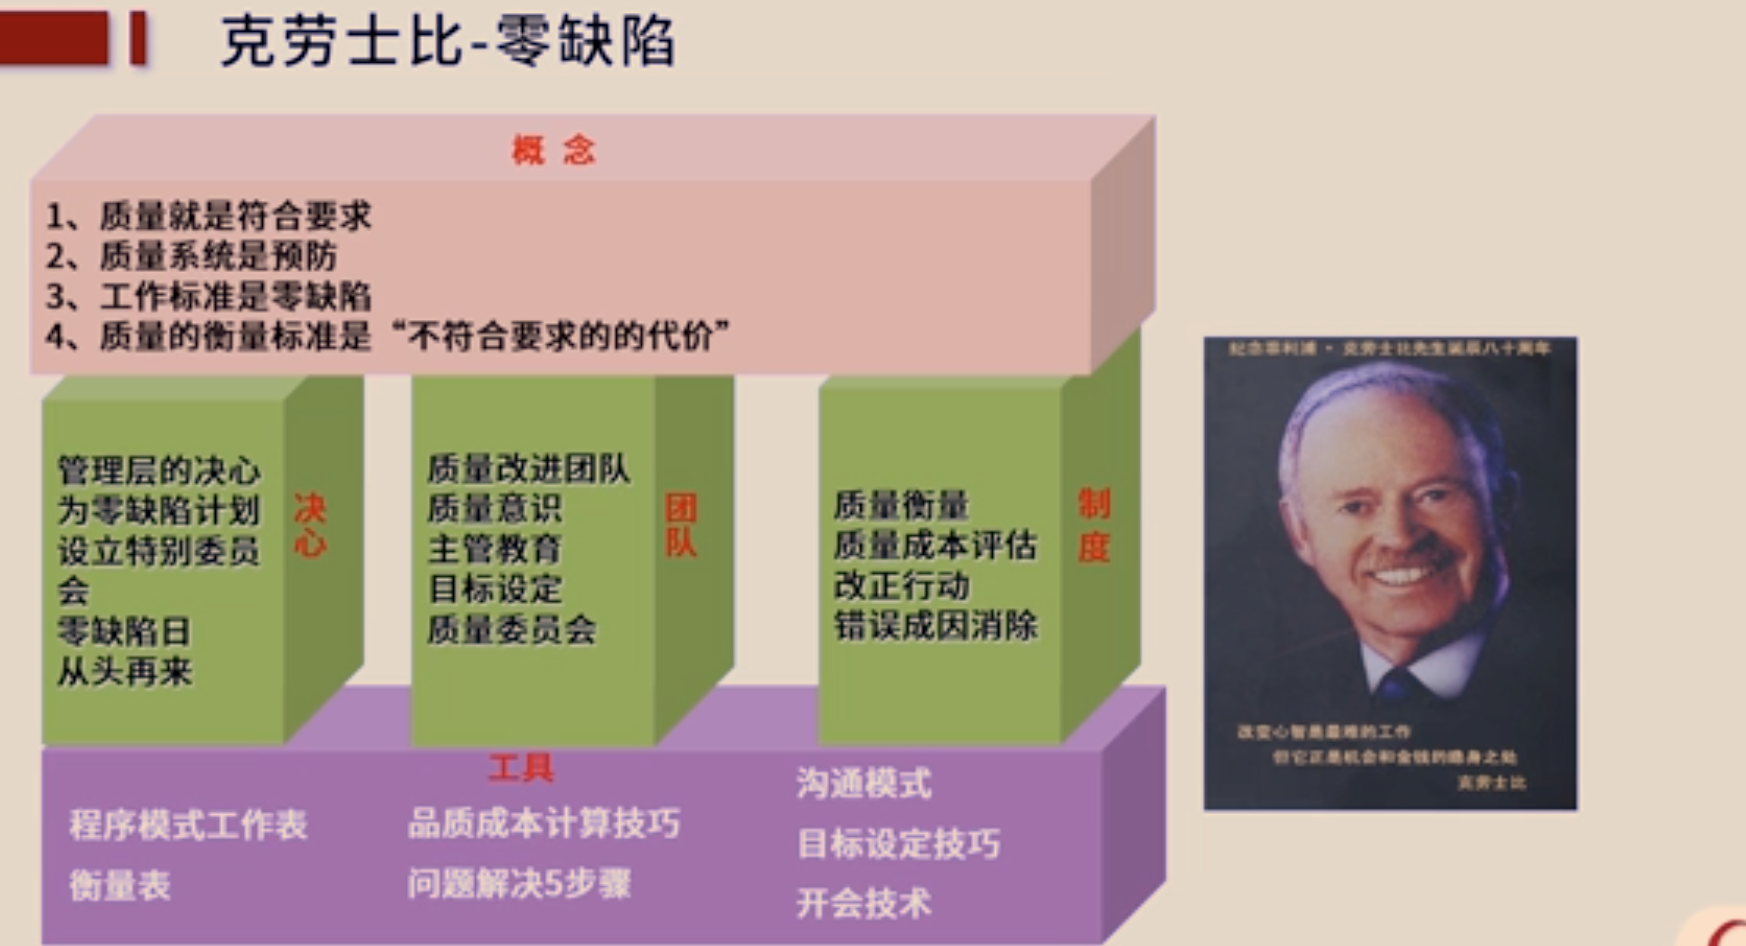 克劳士比-零缺陷
概 念
1、质量就是符合要求
2、质量系统是预防
3、工作标准是零缺陷
4、质量的衡量标准是“不符合要求的的代价”
管理层的决心
为零缺陷计划
设立特别委员
会
零缺陷日
从头再来
决心
质量改进团队
质量意识
主管教育
目标设定
质量委员会
团队
质量衡量
质量成本评估
改正行动
错误成因消除
制度
工具
程序模式工作表
衡量表
品质成本计算技巧
问题解决5步骤
沟通模式
目标设定技巧
开会技术
纪念菲利浦·克劳士比先生诞辰八十周年
改变心智是最难的工作
但它正是机会和金钱的隐身之处
克劳士比